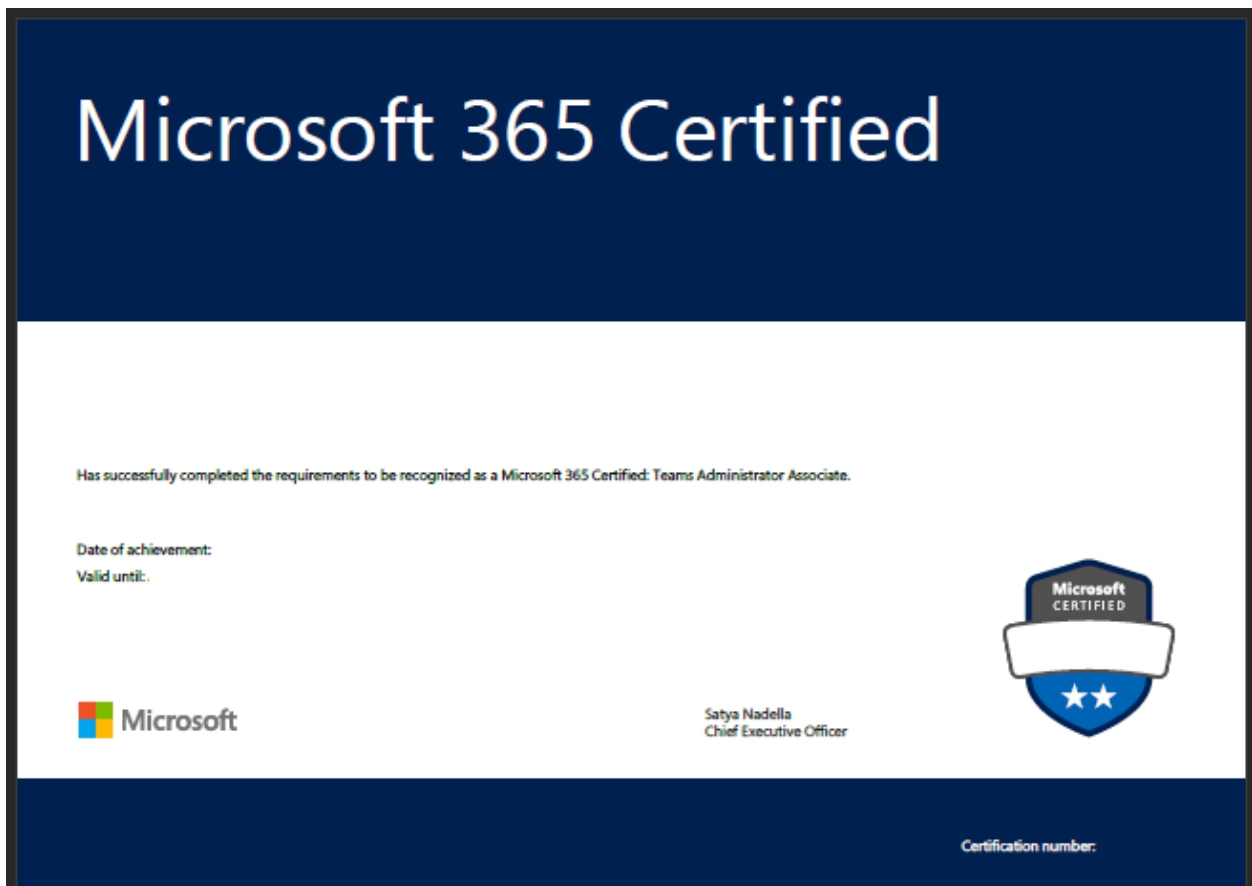 Microsoft 365 Certified
Has successfully completed the requirements to be recognized as a Microsoft 365 Certified: Teams Administrator Associate.
Date of achievement:
Valid until:.
Microsoft
CERTIFIED
Microsoft
Satya Nadella
Chief Executive Officer
Certification number: